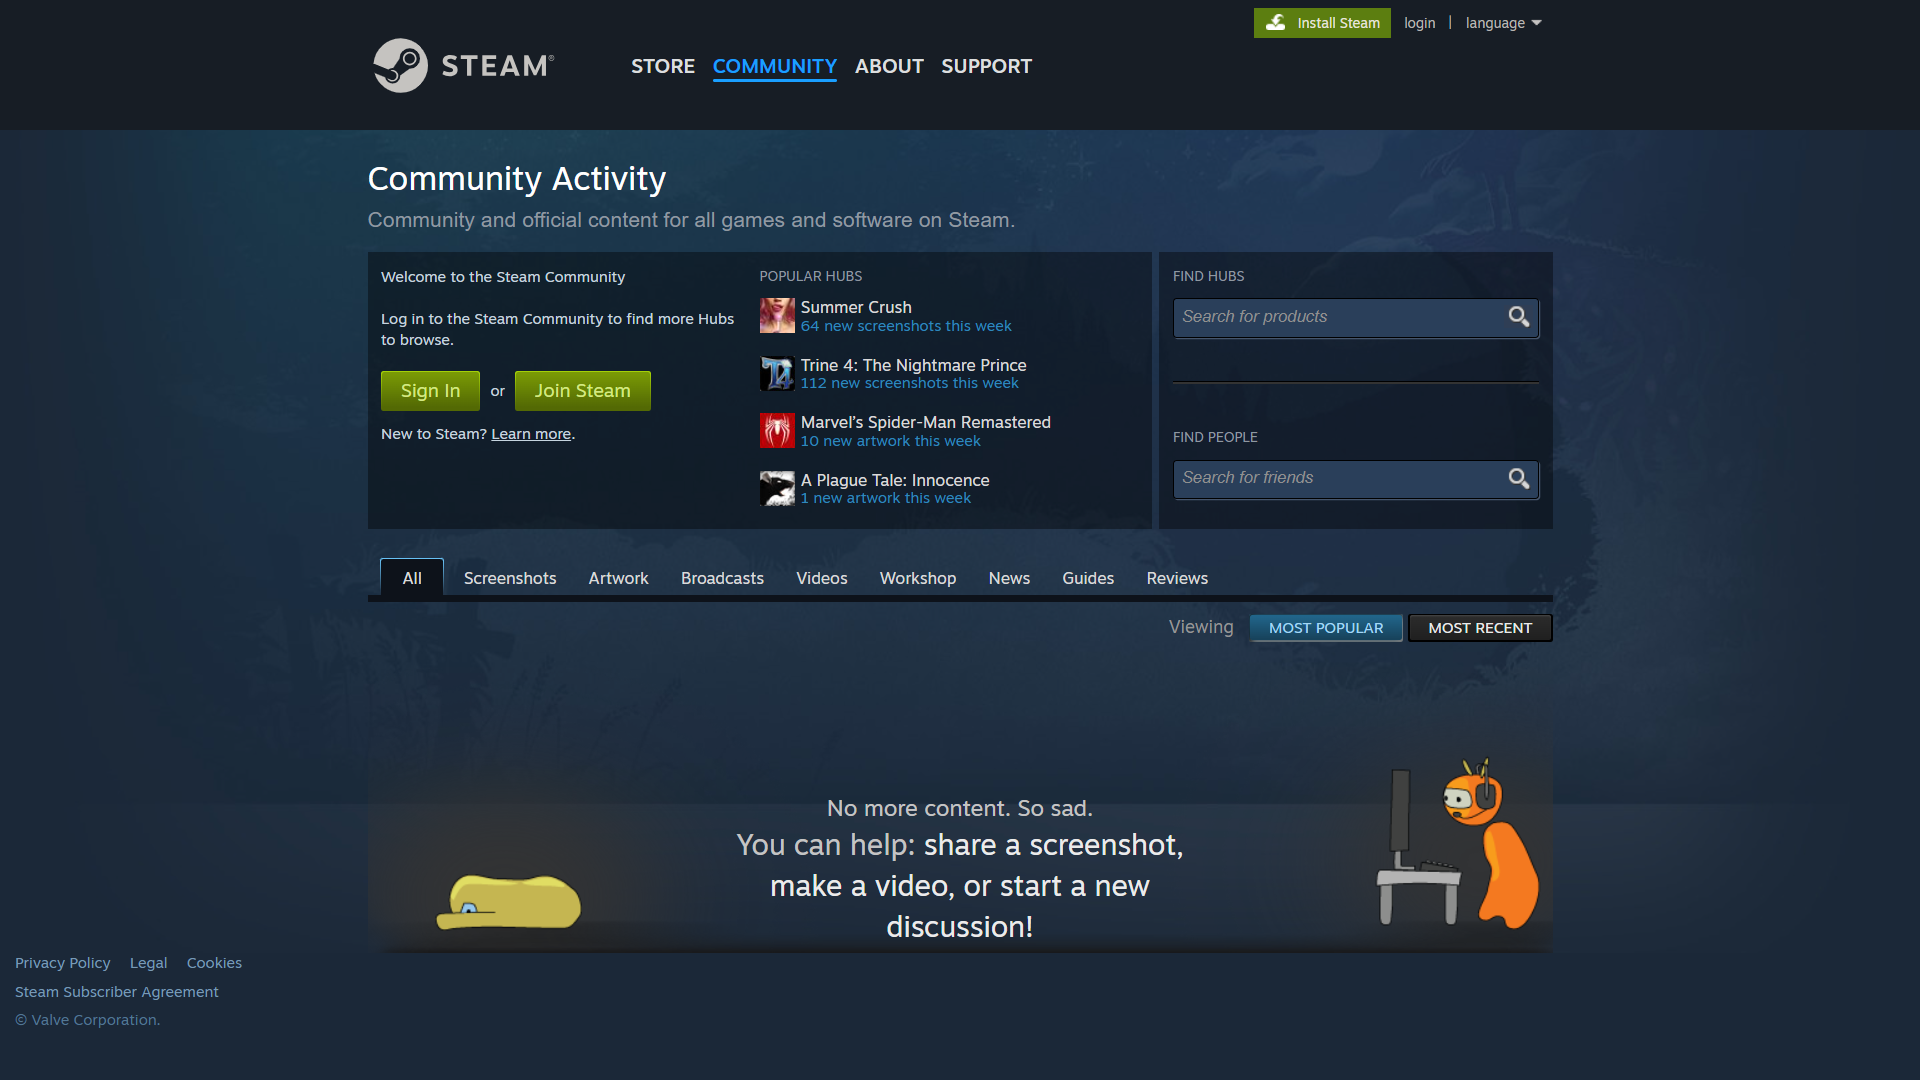 Install Steam login | language
STEAM®
STORE COMMUNITY ABOUT SUPPORT
Community Activity
Community and official content for all games and software on Steam.
Welcome to the Steam Community
Log in to the Steam Community to find more Hubs
to browse.
Sign In or Join Steam
New to Steam? Learn more.
POPULAR HUBS
Summer Crush
64 new screenshots this week
Trine 4: The Nightmare Prince
112 new screenshots this week
Marvel's Spider-Man Remastered
10 new artwork this week
A Plague Tale: Innocence
1 new artwork this week
FIND HUBS
Search for products
FIND PEOPLE
Search for friends
All Screenshots Artwork Broadcasts Videos Workshop News Guides Reviews
Viewing MOST POPULAR MOST RECENT
No more content. So sad.
You can help: share a screenshot,
make a video, or start a new
discussion!
Privacy Policy Legal Cookies
Steam Subscriber Agreement
© Valve Corporation.